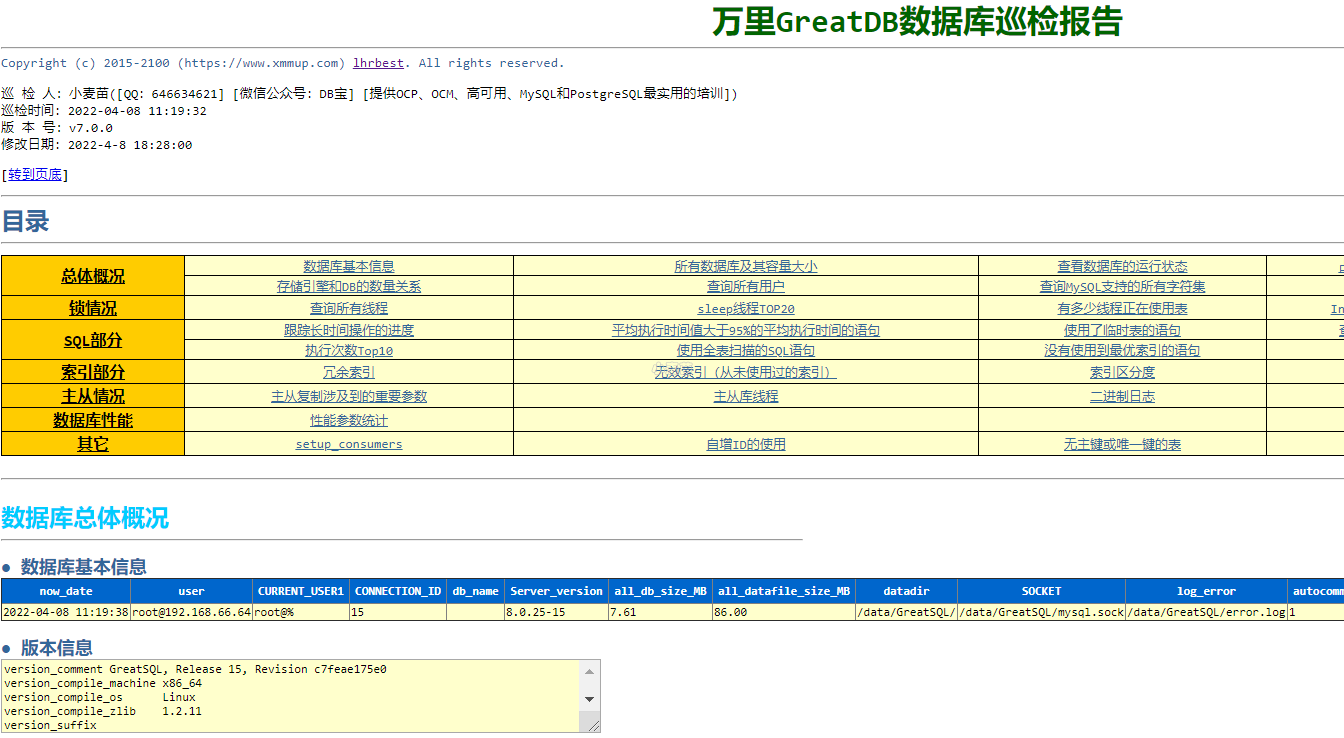 万里GreatDB数据库巡检报告
Copyright (c) 2015-2100 (https://www.xmmup.com) lhrbest. All rights reserved.
巡 检 人: 小麦苗([QQ: 646634621] [微信公众号: DB宝] [提供OCP、OCM、高可用、MySQL和PostgreSQL最实用的培训])
巡检时间: 2022-04-08 11:19:32
版 本 号: v7.0.0
修改日期: 2022-4-8 18:28:00
[转到页底]
目录
总体概况 数据库基本信息 所有数据库及其容量大小 查看数据库的运行状态
存储引擎和DB的数量关系 查询所有用户 查询MySQL支持的所有字符集
锁情况 查询所有线程 sleep线程TOP20 有多少线程正在使用表 In
SQL部分 跟踪长时间操作的进度 平均执行时间值大于95%的平均执行时间的语句 使用了临时表的语句
执行次数Top10 使用全表扫描的SQL语句 没有使用到最优索引的语句
索引部分 冗余索引 无效索引（从未使用过的索引） 索引区分度
主从情况 主从复制涉及到的重要参数 主从库线程 二进制日志
数据库性能 性能参数统计
其它 setup_consumers 自增ID的使用 无主键或唯一键的表
数据库总体概况
● 数据库基本信息
now_date user CURRENT_USER1 CONNECTION_ID db_name Server_version all_db_size_MB all_datafile_size_MB datadir SOCKET log_error autocomm
2022-04-08 11:19:38 root@192.168.66.64 root@% 15 8.0.25-15 7.61 86.00 /data/GreatSQL/ /data/GreatSQL/mysql.sock /data/GreatSQL/error.log 1
● 版本信息
version_comment GreatSQL, Release 15, Revision c7feae175e0
version_compile_machine x86_64
version_compile_os Linux
version_compile_zlib 1.2.11
version_suffix